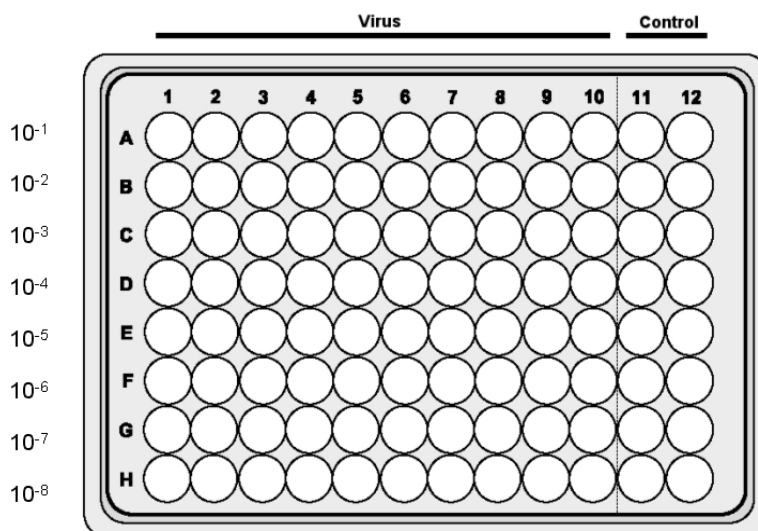 Virus Control
1 2 3 4 5 6 7 8 9 10 11 12
10⁻¹ A
10⁻² B
10⁻³ C
10⁻⁴ D
10⁻⁵ E
10⁻⁶ F
10⁻⁷ G
10⁻⁸ H